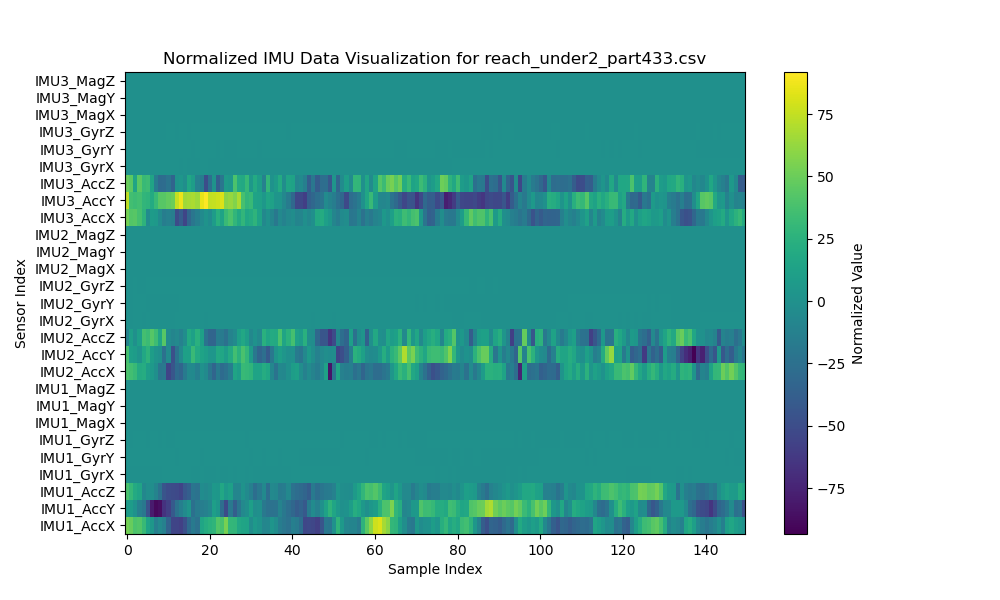 Normalized IMU Data Visualization for reach_under2_part433.csv
IMU3_MagZ
IMU3_MagY
IMU3_MagX
IMU3_GyrZ
IMU3_GyrY
IMU3_GyrX
IMU3_AccZ
IMU3_AccY
IMU3_AccX
IMU2_MagZ
IMU2_MagY
IMU2_MagX
IMU2_GyrZ
IMU2_GyrY
IMU2_GyrX
IMU2_AccZ
IMU2_AccY
IMU2_AccX
IMU1_MagZ
IMU1_MagY
IMU1_MagX
IMU1_GyrZ
IMU1_GyrY
IMU1_GyrX
IMU1_AccZ
IMU1_AccY
IMU1_AccX
Sensor Index
0 20 40 60 80 100 120 140
Sample Index
75
50
25
0
−25
−50
−75
Normalized Value